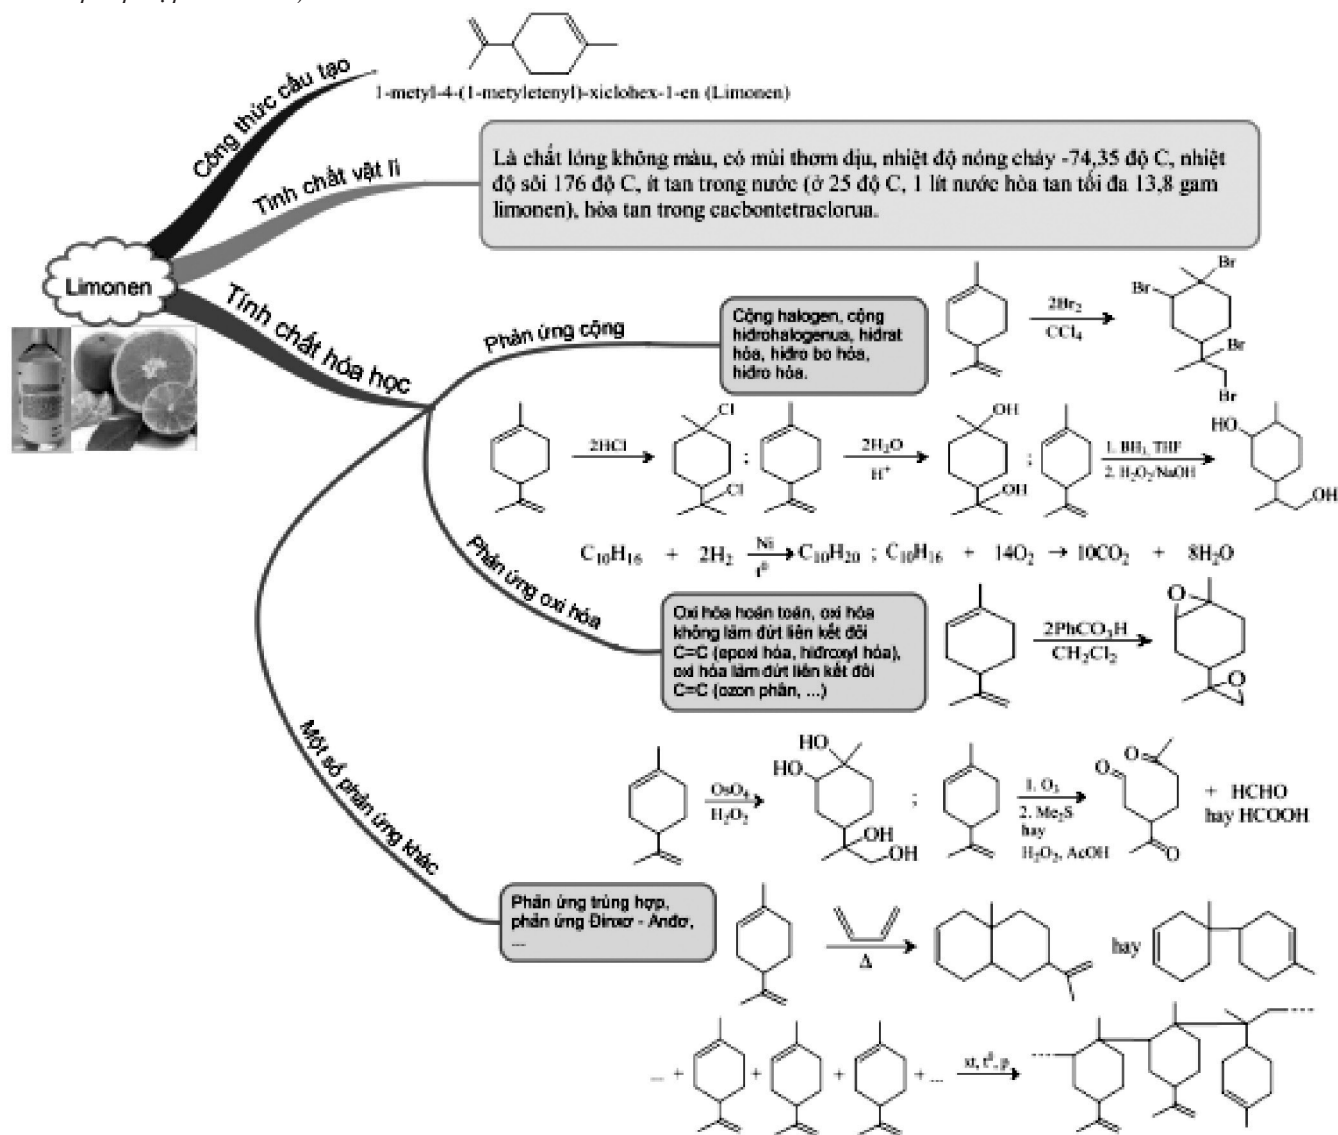 Công thức cấu tạo
1-metyl-4-(1-metyletenyl)-xiclohex-1-en (Limonen)
Tính chất vật lí
Là chất lỏng không màu, có mùi thơm dịu, nhiệt độ nóng chảy -74,35 độ C, nhiệt
độ sôi 176 độ C, ít tan trong nước (ở 25 độ C, 1 lít nước hòa tan tối đa 13,8 gam
limonen), hòa tan trong cacbontetraclorua.
Limonen
Tính chất hóa học
Phản ứng cộng
Cộng halogen, cộng
hiđrohalogenua, hiđrat
hóa, hiđro bo hóa,
hiđro hóa.
2Br₂
CCl₄
Br
Br
Br
Br
2HCl
Cl
Cl
;
2H₂O
H⁺
OH
OH
;
1. BH₃, THF
2. H₂O₂/NaOH
HO
OH
C₁₀H₁₆ + 2H₂ Ni t⁰ → C₁₀H₂₀ ; C₁₀H₁₆ + 14O₂ → 10CO₂ + 8H₂O
Phản ứng oxi hóa
Oxi hóa hoàn toàn, oxi hóa
không làm đứt liên kết đôi
C=C (epoxi hóa, hiđroxyl hóa),
oxi hóa làm đứt liên kết đôi
C=C (ozon phân, ...)
2PhCO₃H
CH₂Cl₂
O
O
OsO₄
H₂O₂
HO
HO
OH
OH
;
1. O₃
2. Me₂S
hay
H₂O₂, AcOH
O
O
O
+ HCHO
hay HCOOH
Một số phản ứng khác
Phản ứng trùng hợp,
phản ứng Đinxơ - Anđơ,
...
Δ
hay
... + + + + ... xt, t⁰, p